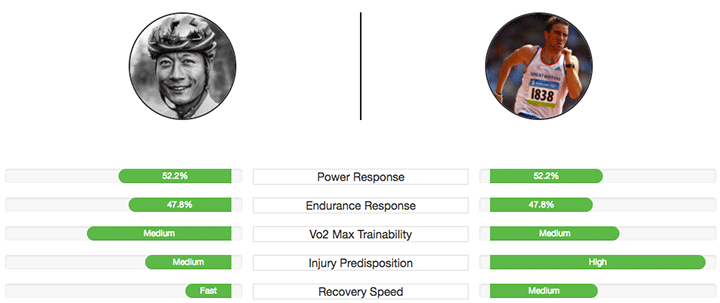 GREAT BRITAIN
1838
52.2% Power Response 52.2%
47.8% Endurance Response 47.8%
Medium Vo2 Max Trainability Medium
Medium Injury Predisposition High
Fast Recovery Speed Medium